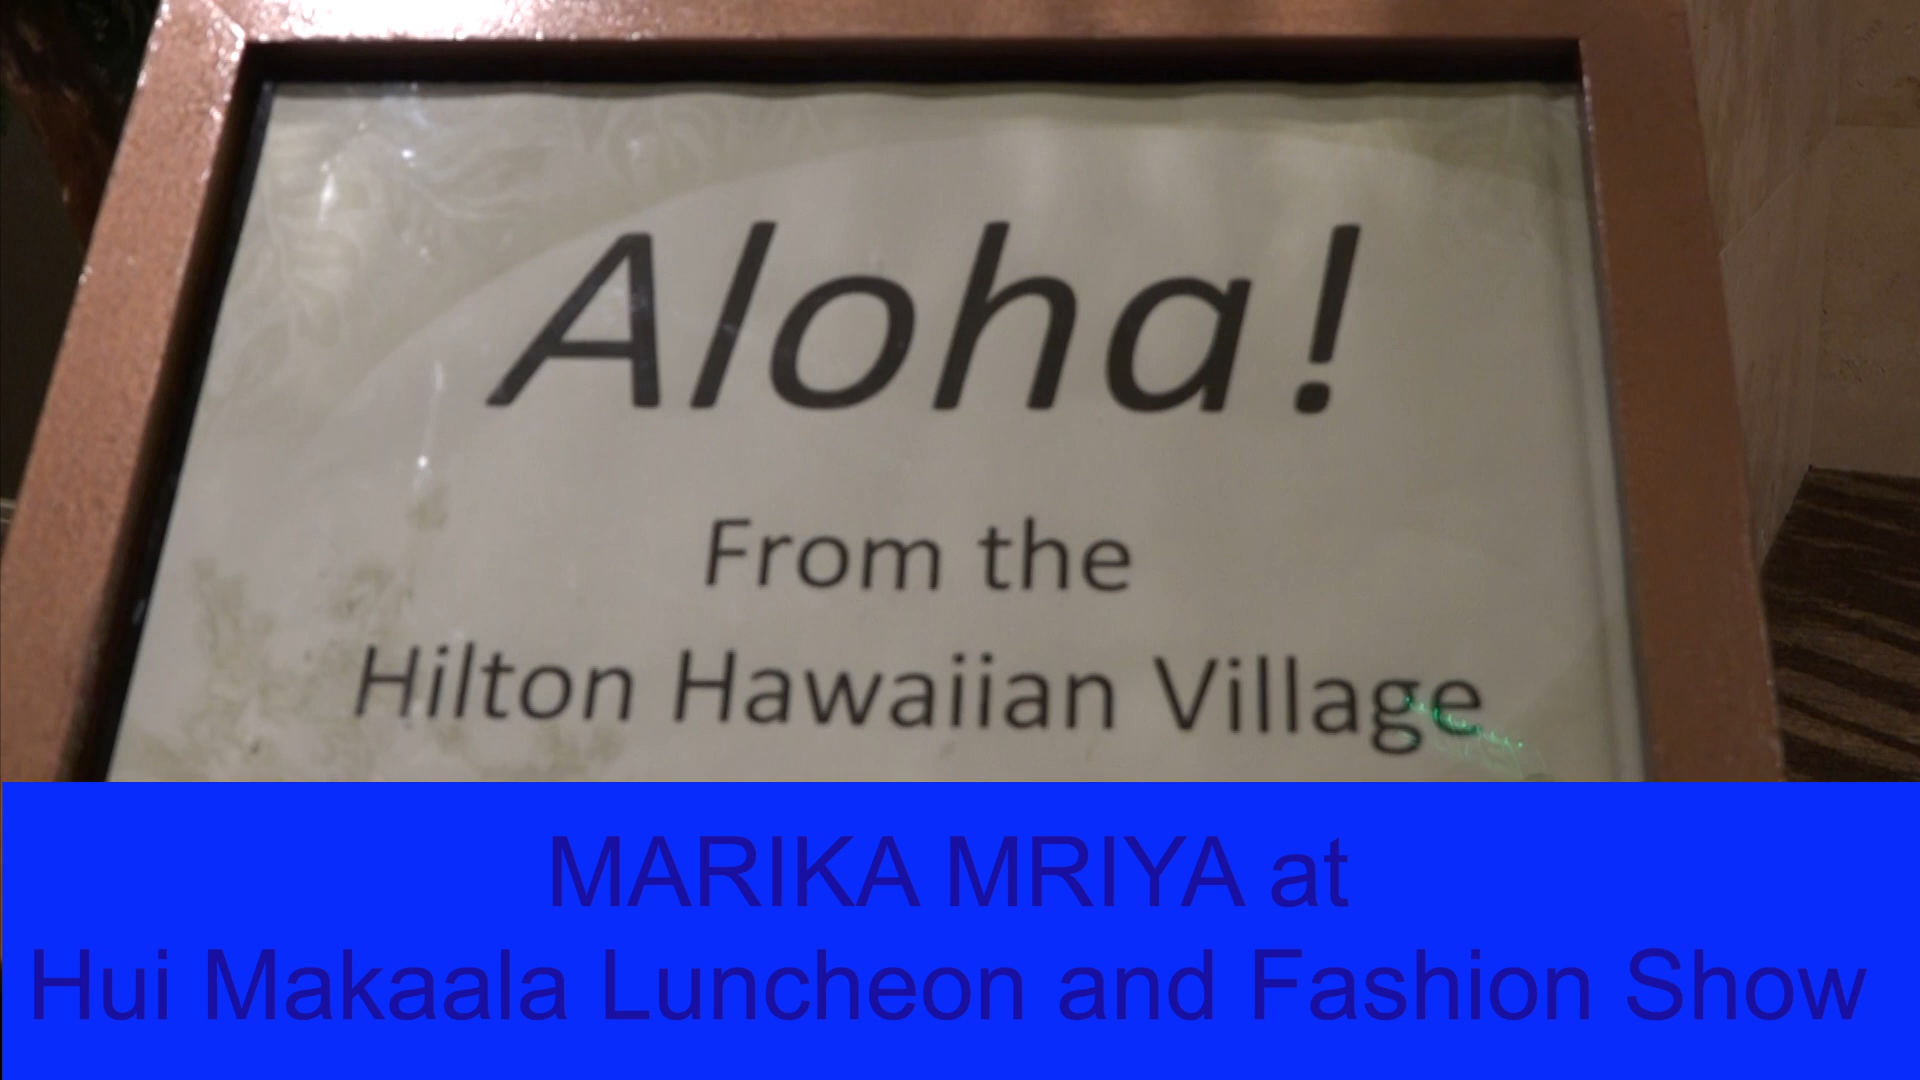 Aloha!
From the
Hilton Hawaiian Village
MARIKA MRIYA at
Hui Makaala Luncheon and Fashion Show